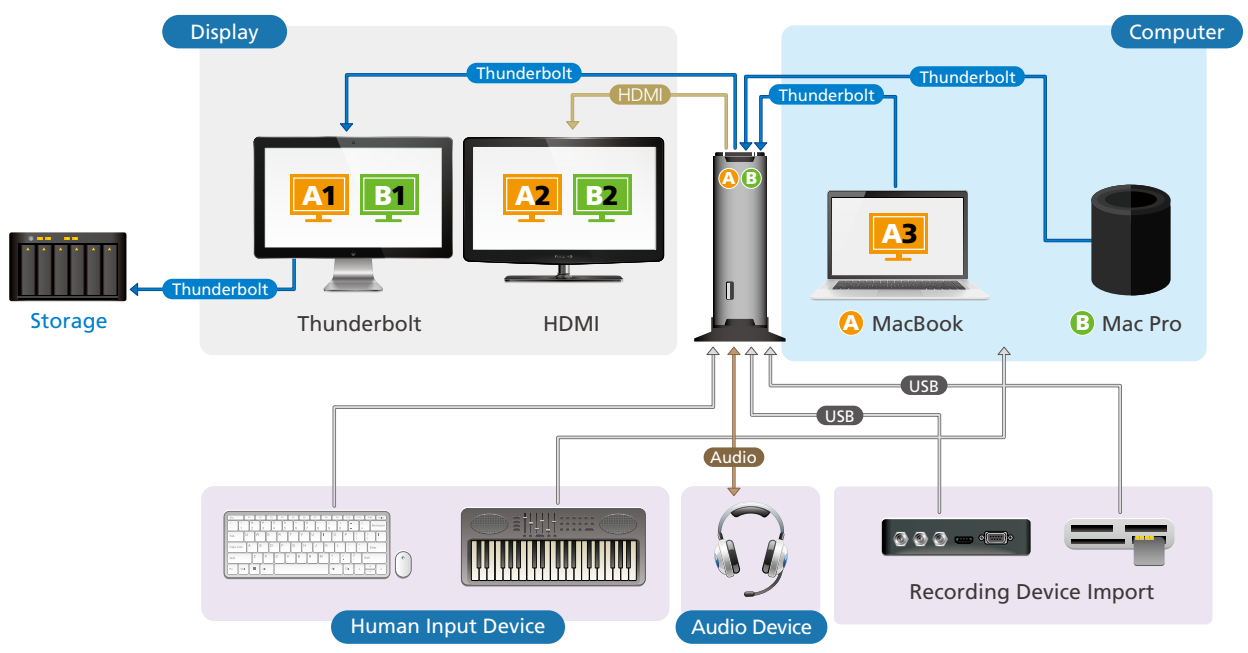 Display
Computer
Thunderbolt
Thunderbolt
HDMI
Thunderbolt
A B
A1 B1
A2 B2
A3
Thunderbolt
Storage
Thunderbolt
HDMI
A MacBook
B Mac Pro
USB
USB
Audio
Recording Device Import
Human Input Device
Audio Device